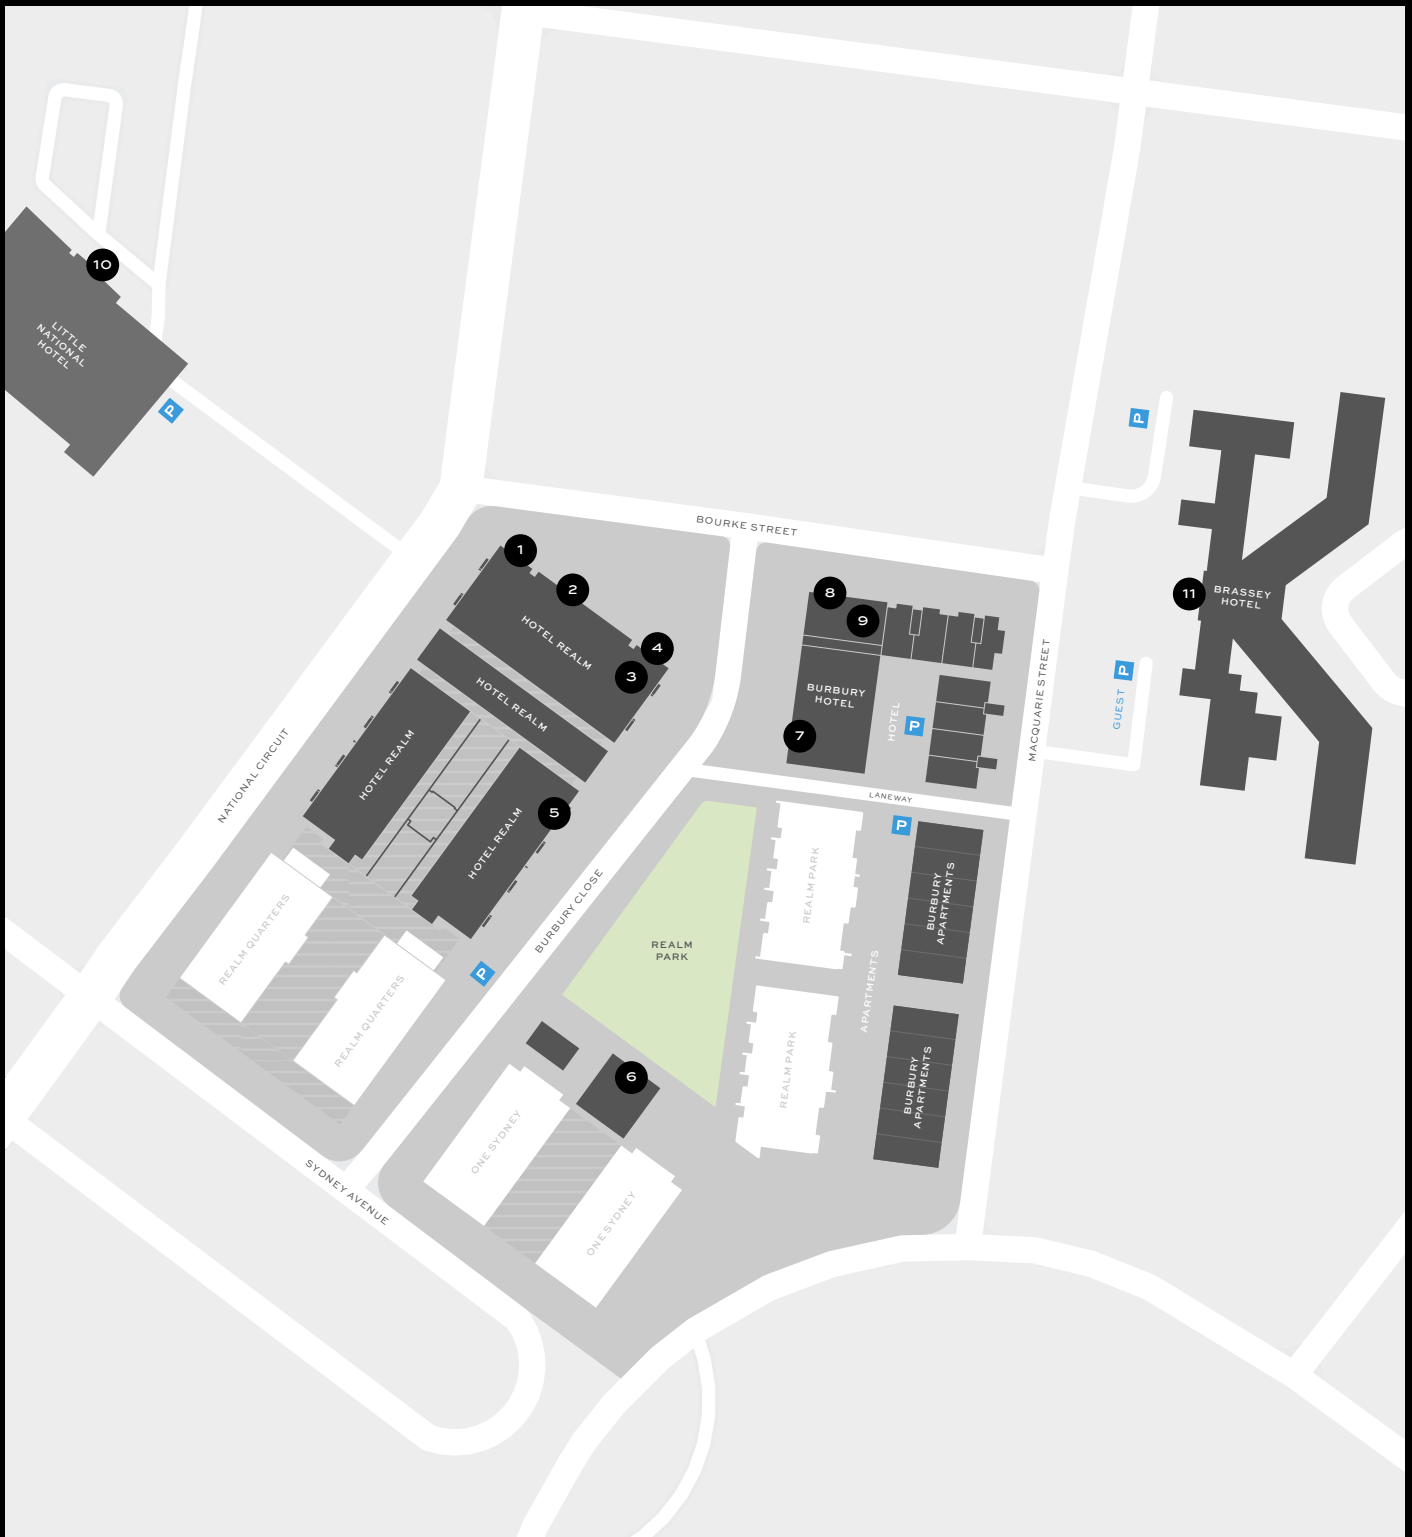 10
LITTLE
NATIONAL
HOTEL
P
BOURKE STREET
P
1
2
HOTEL REALM
4
3
HOTEL REALM
HOTEL REALM
HOTEL REALM
5
8
9
BURBURY
HOTEL
7
HOTEL
P
MACQUARIE STREET
11
BRASSEY
HOTEL
P
GUEST
NATIONAL CIRCUIT
LANEWAY
P
REALM QUARTERS
REALM QUARTERS
P
BURBURY CLOSE
REALM
PARK
REALM PARK
REALM PARK
APARTMENTS
BURBURY
APARTMENTS
BURBURY
APARTMENTS
6
ONE SYDNEY
ONE SYDNEY
SYDNEY AVENUE